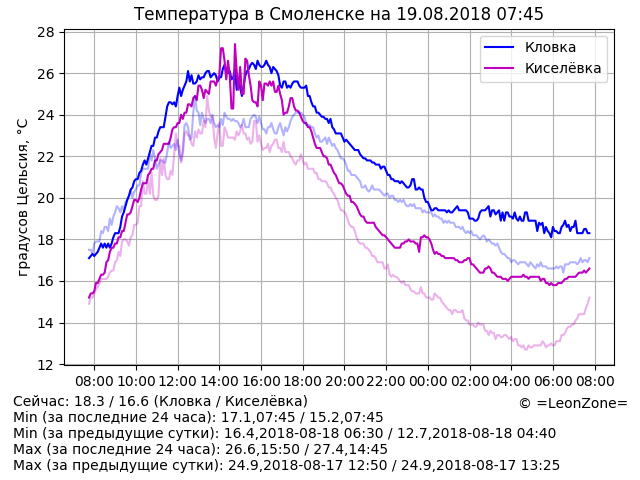 Температура в Смоленске на 19.08.2018 07:45
градусов Цельсия, °C
28
26
24
22
20
18
16
14
12
Кловка
Киселёвка
08:00 10:00 12:00 14:00 16:00 18:00 20:00 22:00 00:00 02:00 04:00 06:00 08:00
Сейчас: 18.3 / 16.6 (Кловка / Киселёвка)
© =LeonZone=
Min (за последние 24 часа): 17.1,07:45 / 15.2,07:45
Min (за предыдущие сутки): 16.4,2018-08-18 06:30 / 12.7,2018-08-18 04:40
Max (за последние 24 часа): 26.6,15:50 / 27.4,14:45
Max (за предыдущие сутки): 24.9,2018-08-17 12:50 / 24.9,2018-08-17 13:25